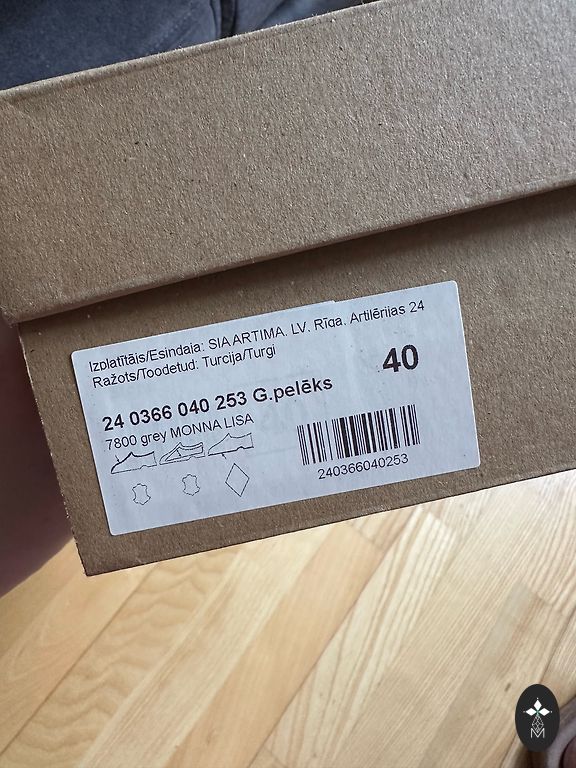 Izplatītājs/Esindaja: SIA ARTIMA, LV, Rīga, Artilērijas 24
Ražots/Toodetud: Turcija/Turgi
40
24 0366 040 253 G.pelēks
7800 grey MONNA LISA
240366040253
M